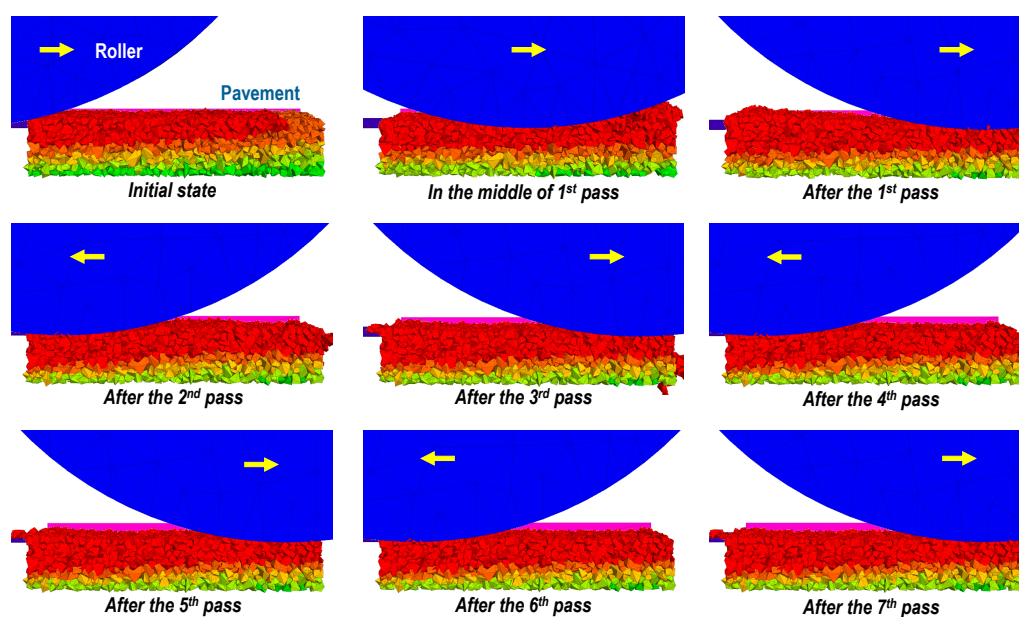 Roller
Pavement
Initial state
In the middle of 1st pass
After the 1st pass
After the 2nd pass
After the 3rd pass
After the 4th pass
After the 5th pass
After the 6th pass
After the 7th pass